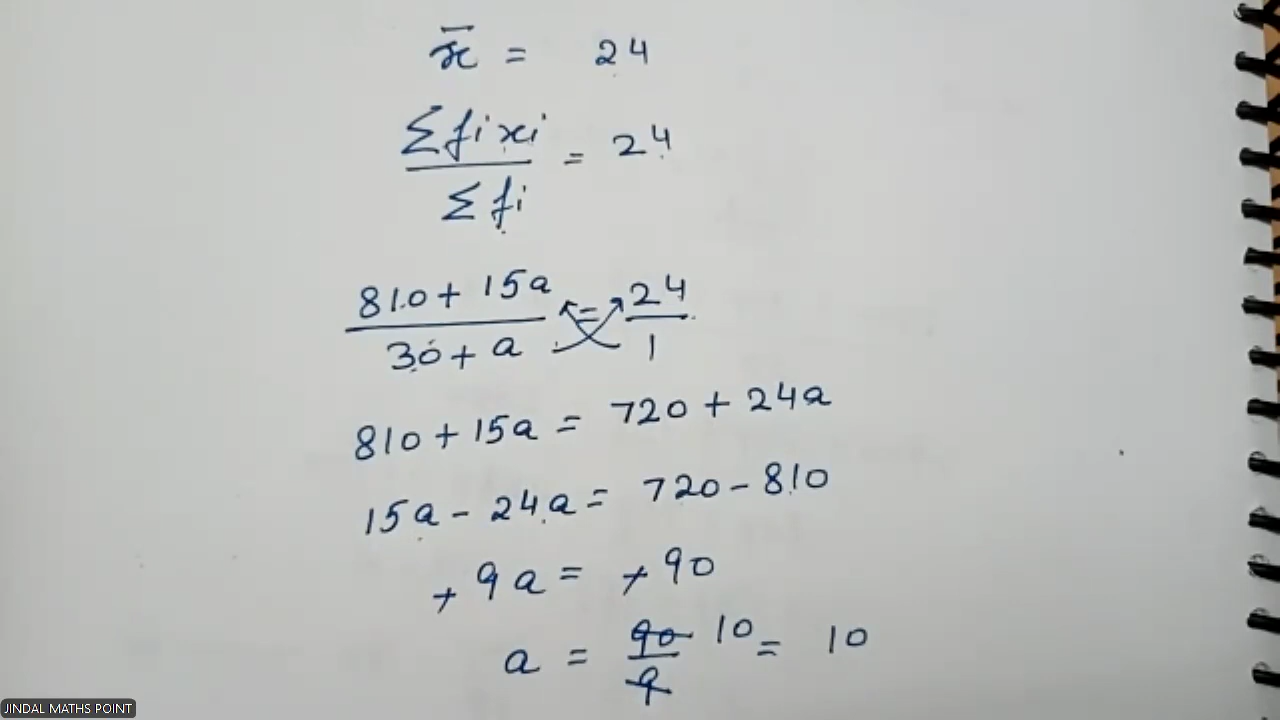 x̄ = 24
Σfixi / Σfi = 24
810 + 15a / 30 + a = 24 / 1
810 + 15a = 720 + 24a
15a - 24a = 720 - 810
+ 9a = + 90
a = 90 / 9 10 = 10
JINDAL MATHS POINT